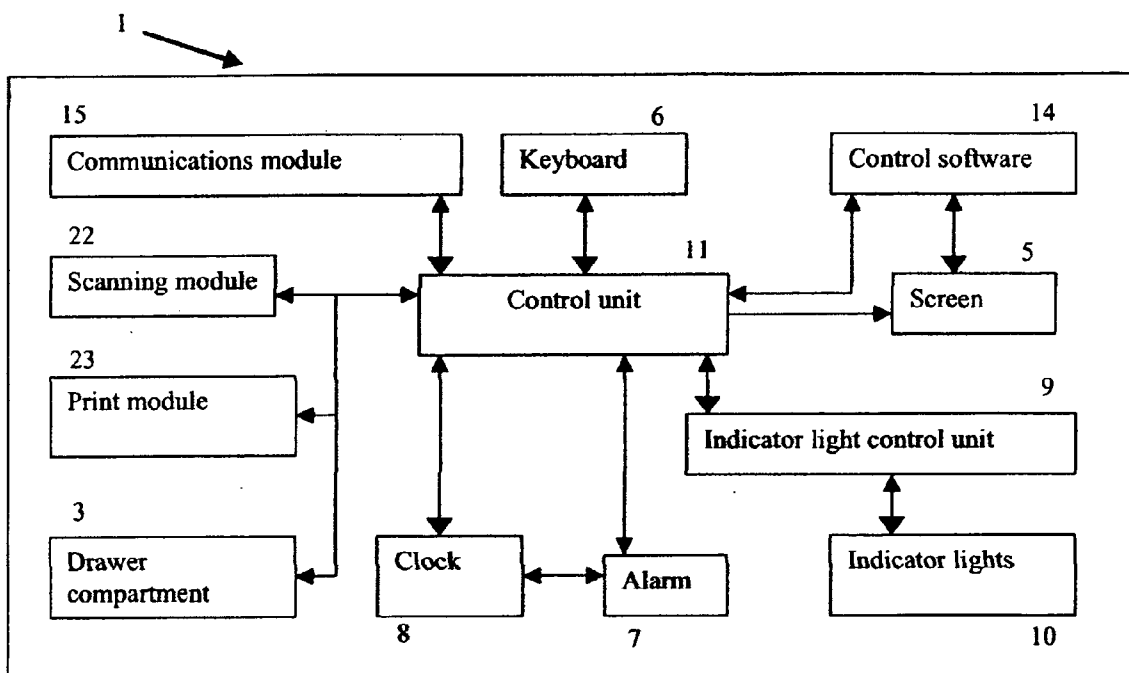 1
15
6
14
Communications module
Keyboard
Control software
22
11
5
Scanning module
Control unit
Screen
23
Print module
9
Indicator light control unit
3
Drawer
compartment
Clock
Alarm
Indicator lights
8
7
10